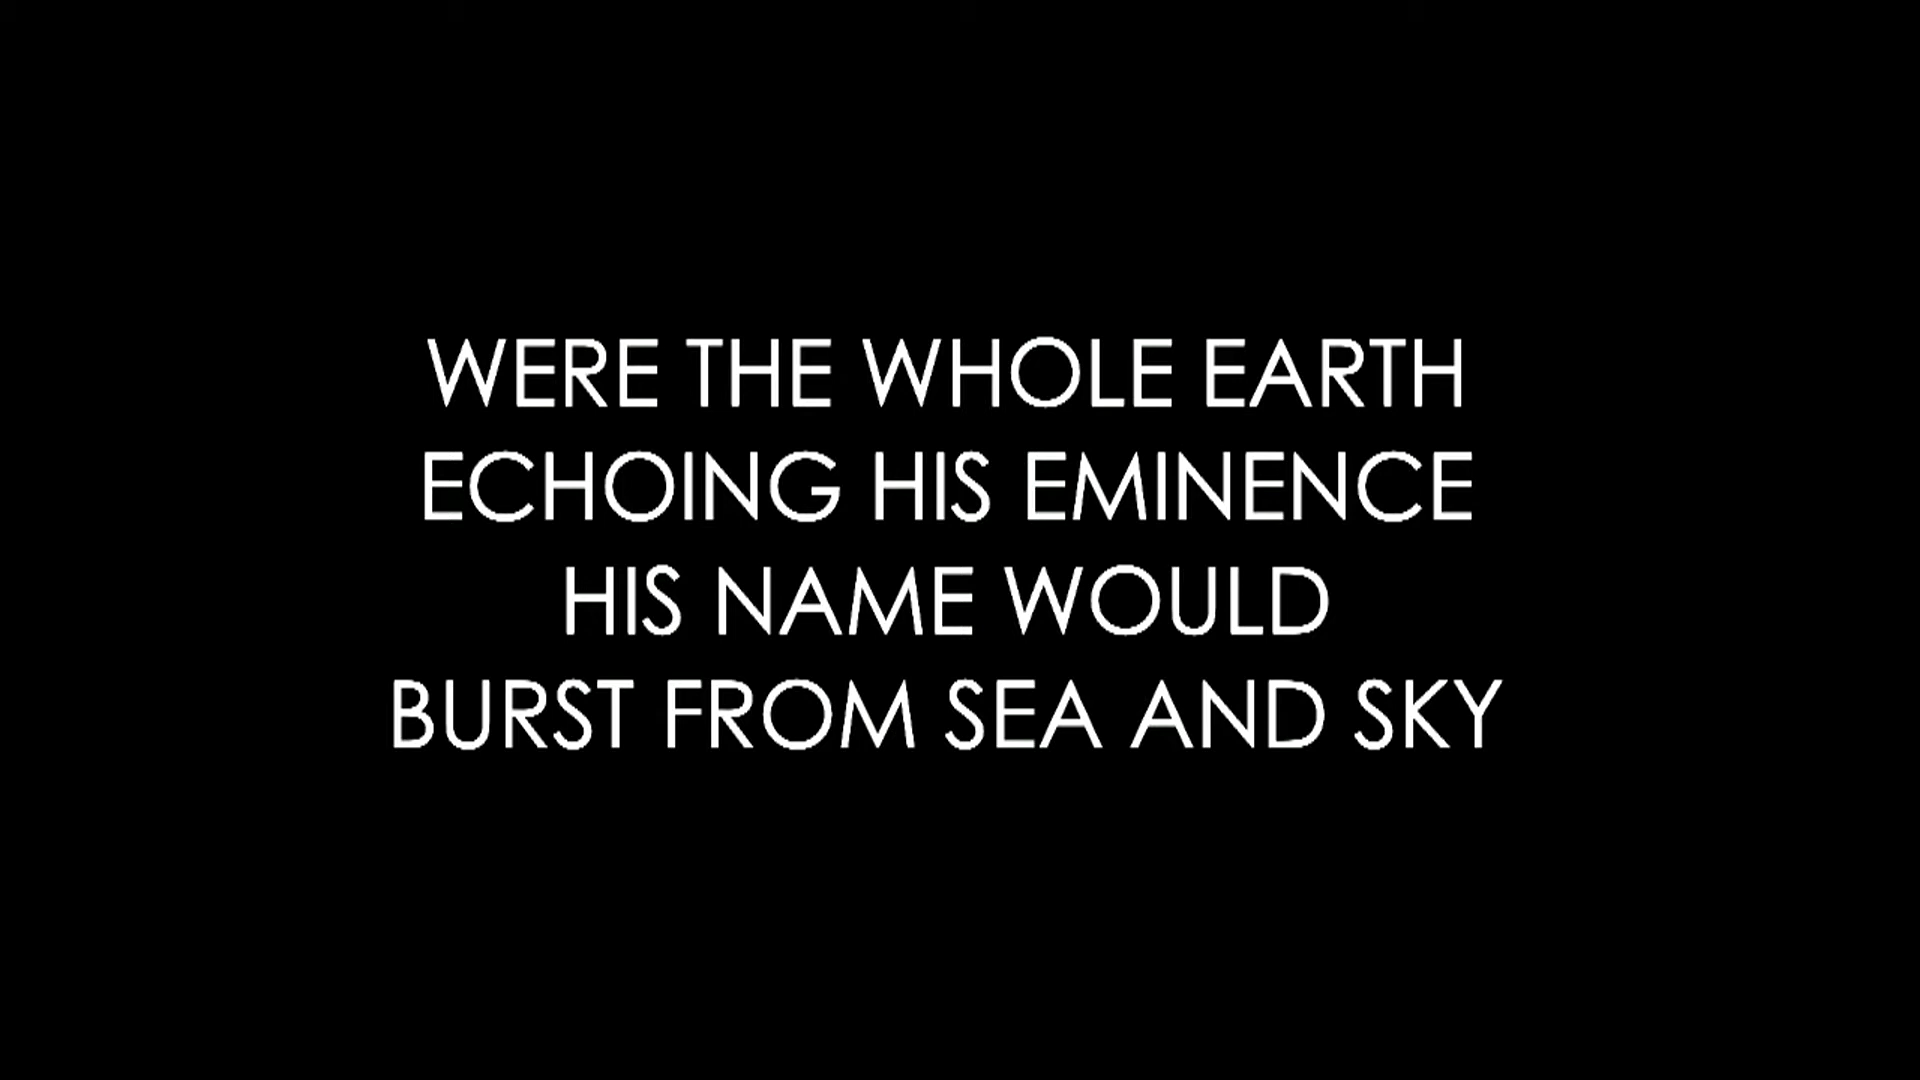 WERE THE WHOLE EARTH
ECHOING HIS EMINENCE
HIS NAME WOULD
BURST FROM SEA AND SKY